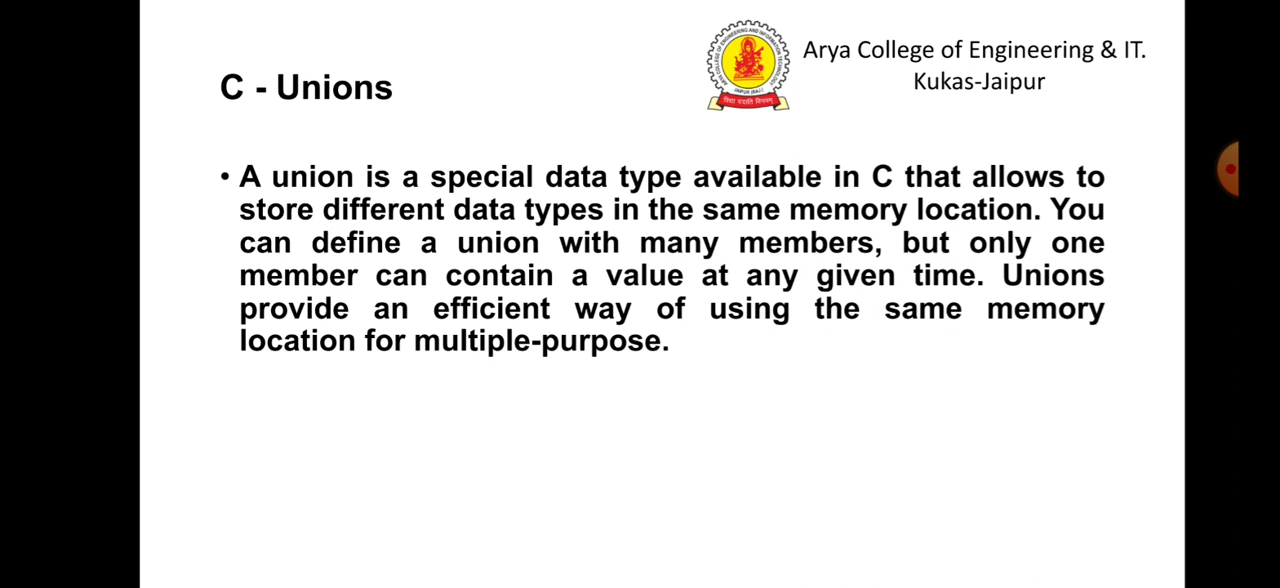 Arya College of Engineering & IT.
Kukas-Jaipur
C - Unions
• A union is a special data type available in C that allows to
store different data types in the same memory location. You
can define a union with many members, but only one
member can contain a value at any given time. Unions
provide an efficient way of using the same memory
location for multiple-purpose.